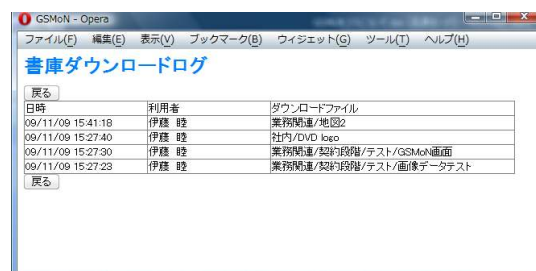 GSMoN - Opera
ファイル(F) 編集(E) 表示(V) ブックマーク(B) ウィジェット(G) ツール(T) ヘルプ(H)
書庫ダウンロードログ
戻る
日時 利用者 ダウンロードファイル
09/11/09 15:41:18 伊藤 睦 業務関連/地図2
09/11/09 15:27:40 伊藤 睦 社内/DVD logo
09/11/09 15:27:30 伊藤 睦 業務関連/契約段階/テスト/GSMoN画面
09/11/09 15:27:23 伊藤 睦 業務関連/契約段階/テスト/画像データテスト
戻る